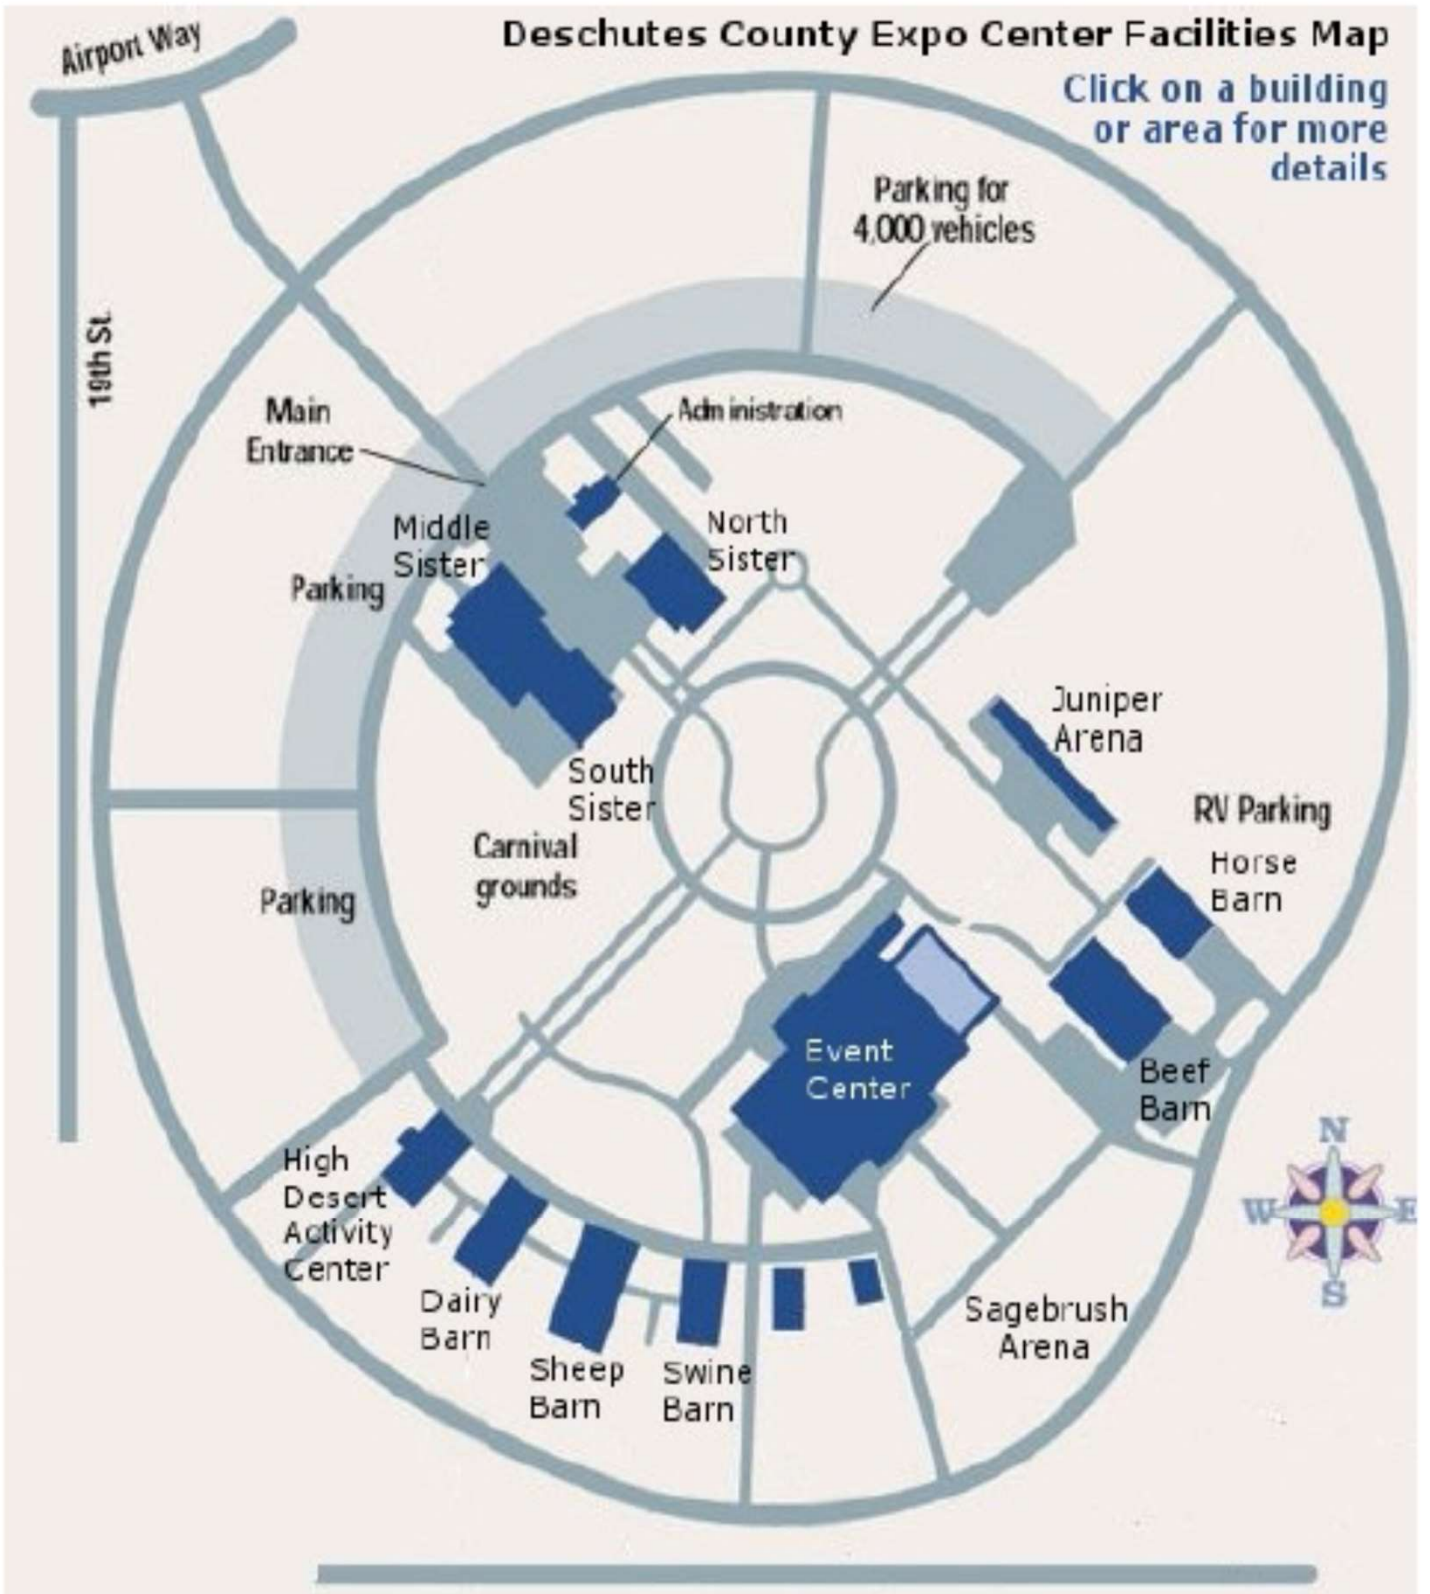 Airport Way
Deschutes County Expo Center Facilities Map
Click on a building
or area for more
details
Parking for
4,000 vehicles
19th St.
Main
Entrance
Administration
Middle
Sister
North
Sister
Parking
Juniper
Arena
South
Sister
RV Parking
Carnival
grounds
Horse
Barn
Parking
Event
Center
Beef
Barn
High
Desert
Activity
Center
N
W
E
S
Dairy
Barn
Sagebrush
Arena
Sheep
Barn
Swine
Barn